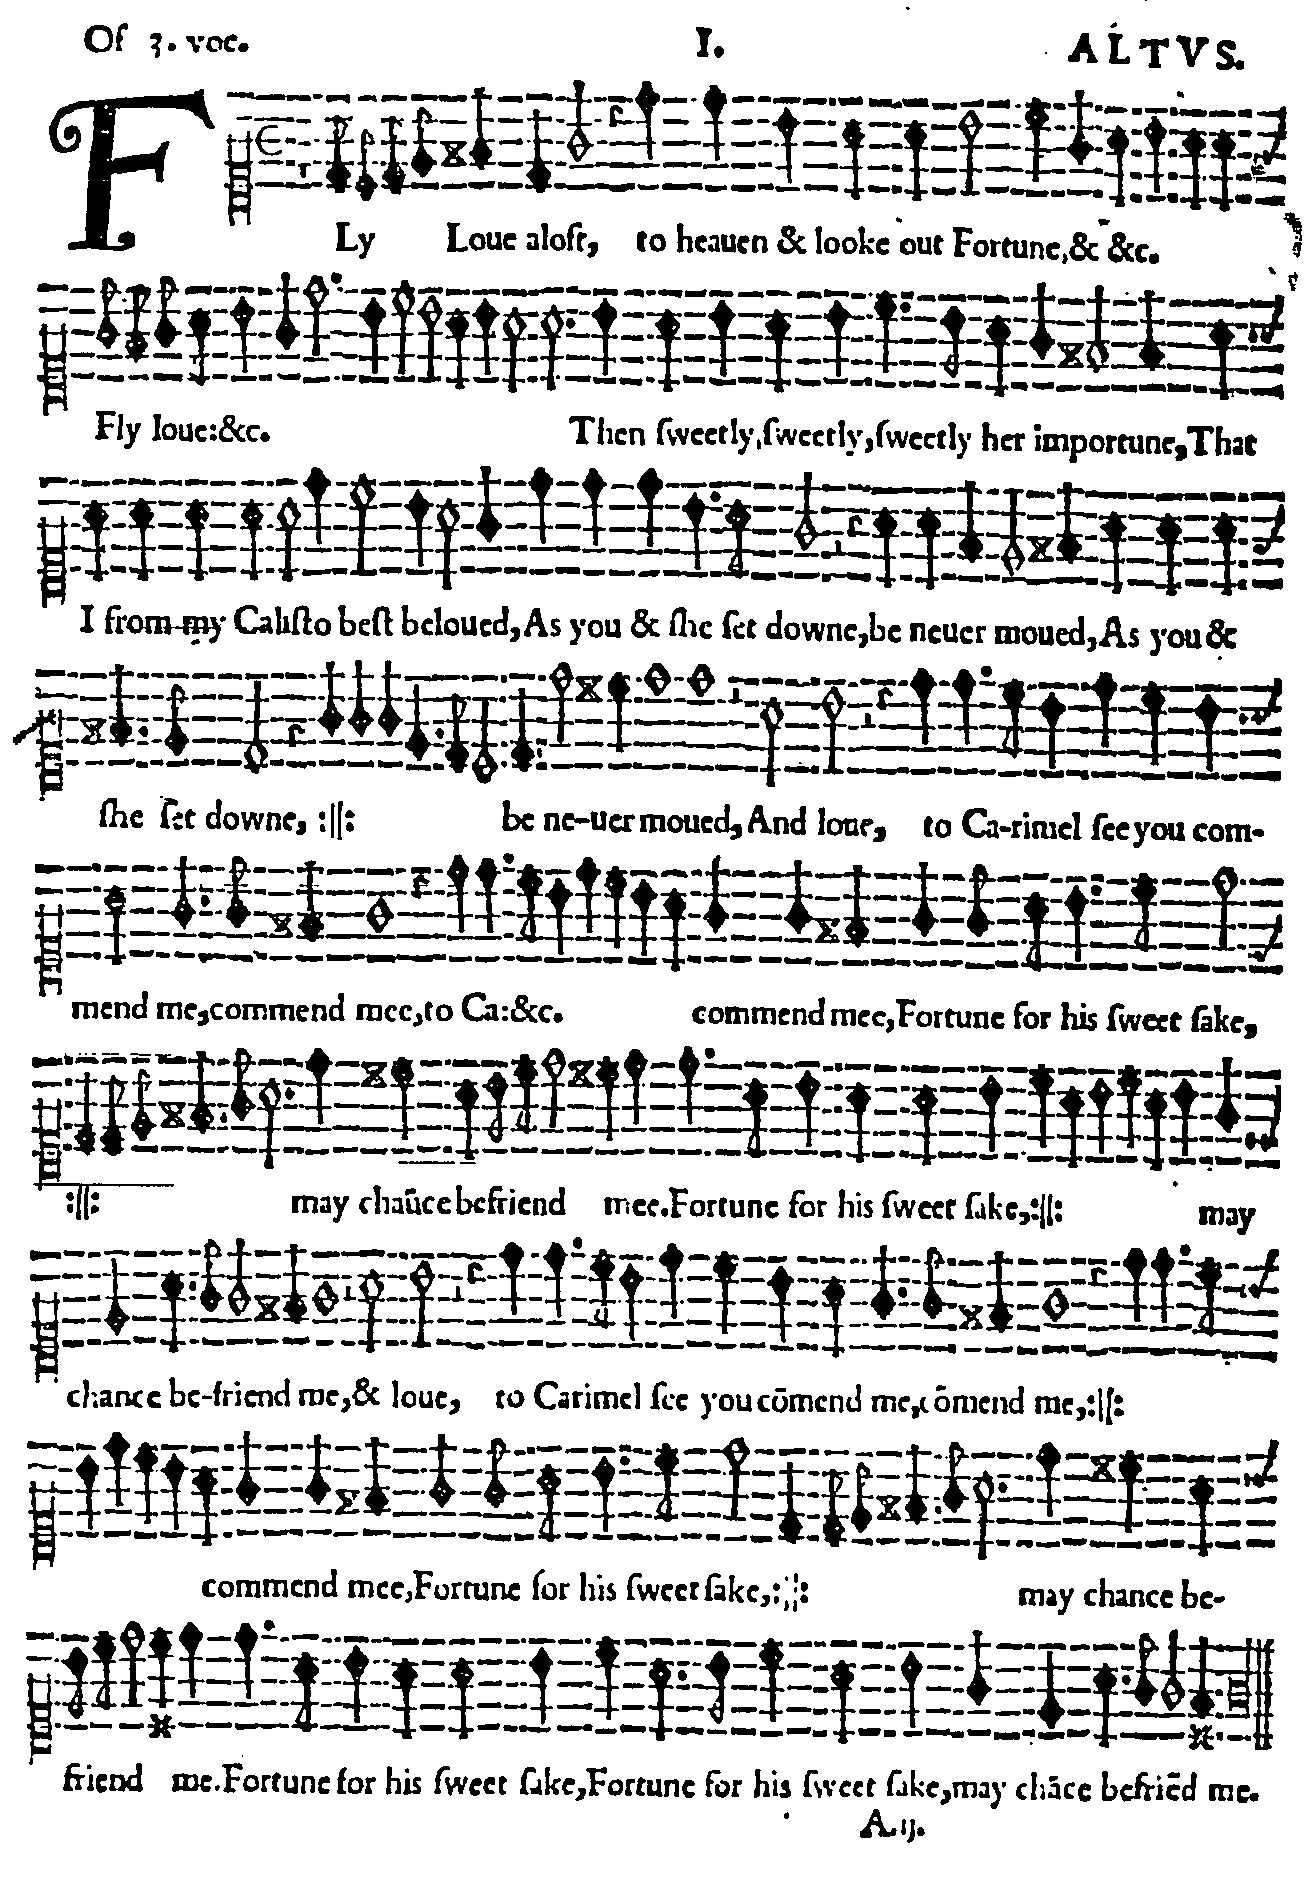 Of 3. voc. I. ALTVS.
FLy Loue aloft, to heauen & looke out Fortune,& &c.
Fly loue:&c. Then ſweetly,ſweetly,ſweetly her importune,That
I from my Caliſto beſt beloued,As you & ſhe ſet downe,be neuer moued,As you &
ſhe ſet downe, :||: be ne-uer moued,And loue, to Ca-rimel ſee you com-
mend me,commend mee,to Ca:&c. commend mee,Fortune for his ſweet ſake,
:||: may chaūce befriend mee.Fortune for his ſweet ſake,:||: may
chance be-friend me,& loue, to Carimel ſee you cōmend me,cōmend me,:||:
commend mee,Fortune for his ſweet ſake,:||: may chance be-
friend me.Fortune for his ſweet ſake,Fortune for his ſweet ſake,may chāce befriēd me.
A.ij.